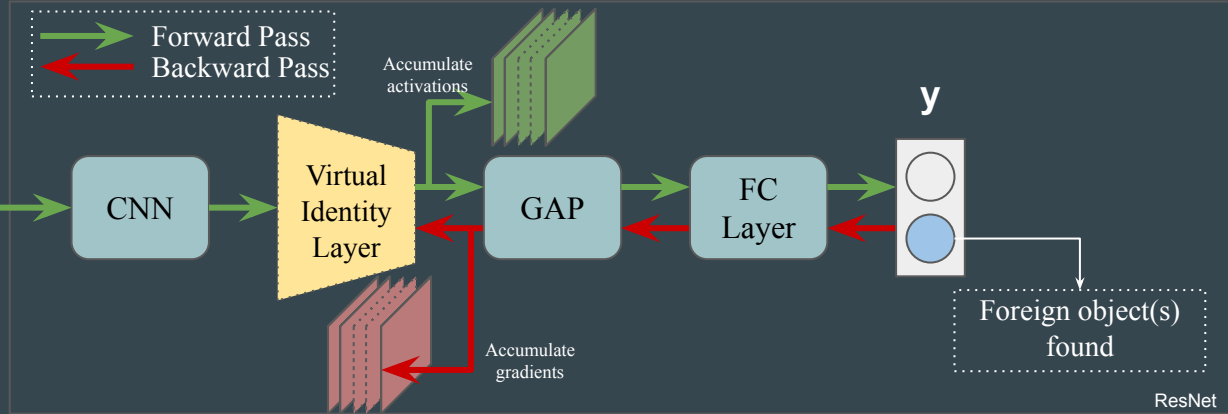 Forward Pass
Backward Pass
Accumulate
activations
y
CNN
Virtual
Identity
Layer
GAP
FC
Layer
Accumulate
gradients
Foreign object(s)
found
ResNet